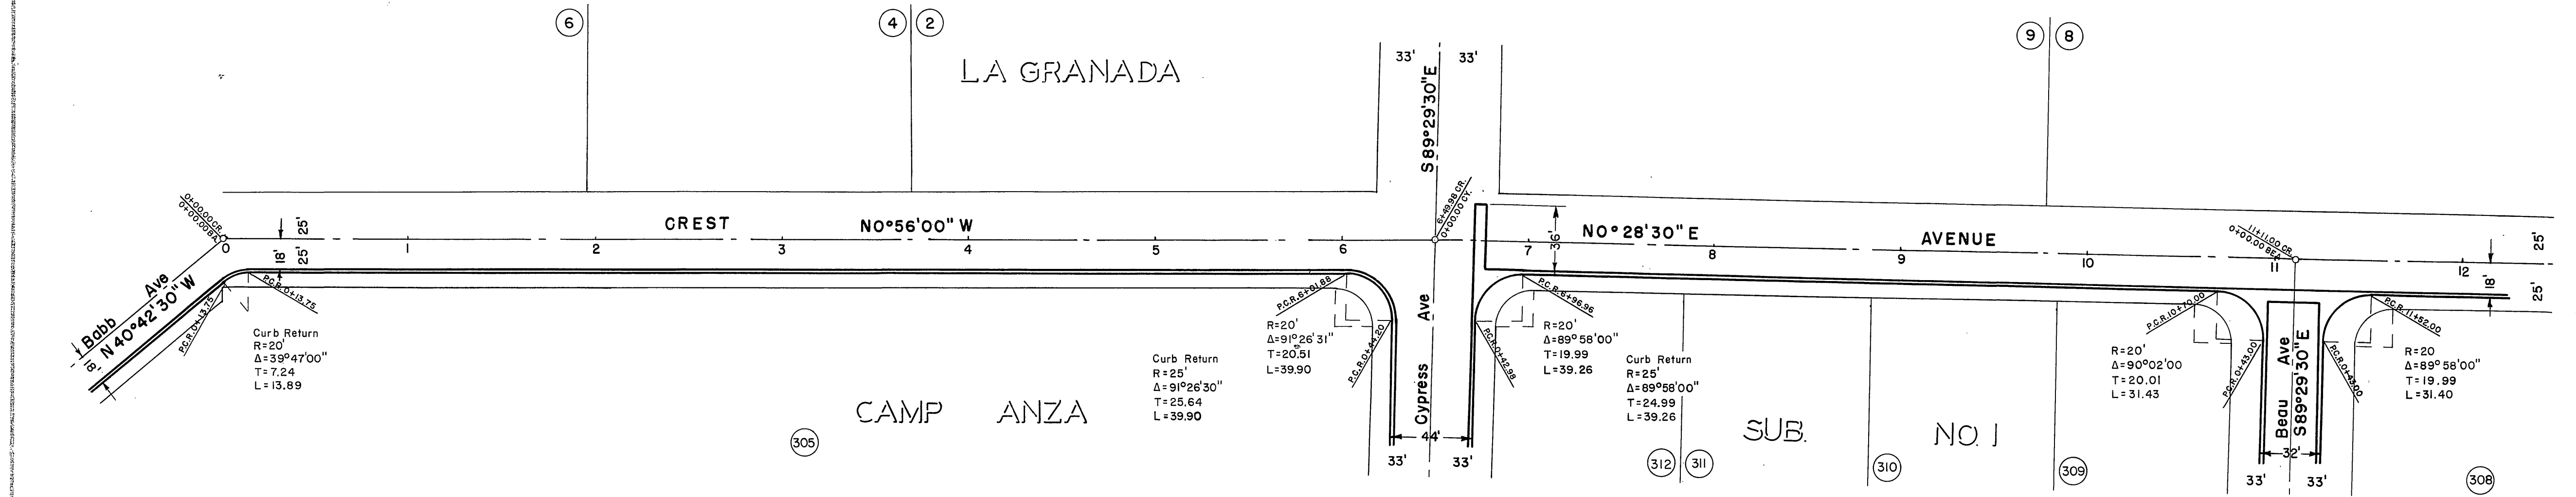 6
4
2
9
8
LA GRANADA
33'
33'
S 89°29'30"E
0+00.00 CR.
0+00.00 BA.
25'
25'
18'
CREST
N0°56'00" W
0
1
2
3
4
5
6
6+49.98 CR.
0+00.00 CY.
36'
7
N0°28'30" E
8
9
AVENUE
10
11+11.00 CR.
0+00.00 BEA.
11
12
25'
18'
25'
Babb Ave
N 40°42'30" W
18'
P.C.R. 0+13.75
P.C.R. 0+13.75
Curb Return
R=20'
Δ=39°47'00"
T=7.24
L=13.89
CAMP ANZA
305
Curb Return
R=25'
Δ=91°26'30"
T=25.64
L=39.90
P.C.R. 6+01.88
P.C.R. 0+44.20
R=20'
Δ=91°26'31"
T=20.51
L=39.90
Cypress Ave
44'
33'
33'
P.C.R. 6+96.96
P.C.R. 0+42.98
R=20'
Δ=89°58'00"
T=19.99
L=39.26
Curb Return
R=25'
Δ=89°58'00"
T=24.99
L=39.26
SUB. NO. 1
312
311
310
309
P.C.R. 10+70.00
P.C.R. 0+43.00
R=20'
Δ=90°02'00"
T=20.01
L=31.43
Beau Ave
S89°29'30"E
32'
33'
33'
P.C.R. 11+52.00
P.C.R. 0+43.00
R=20
Δ=89°58'00"
T=19.99
L=31.40
308